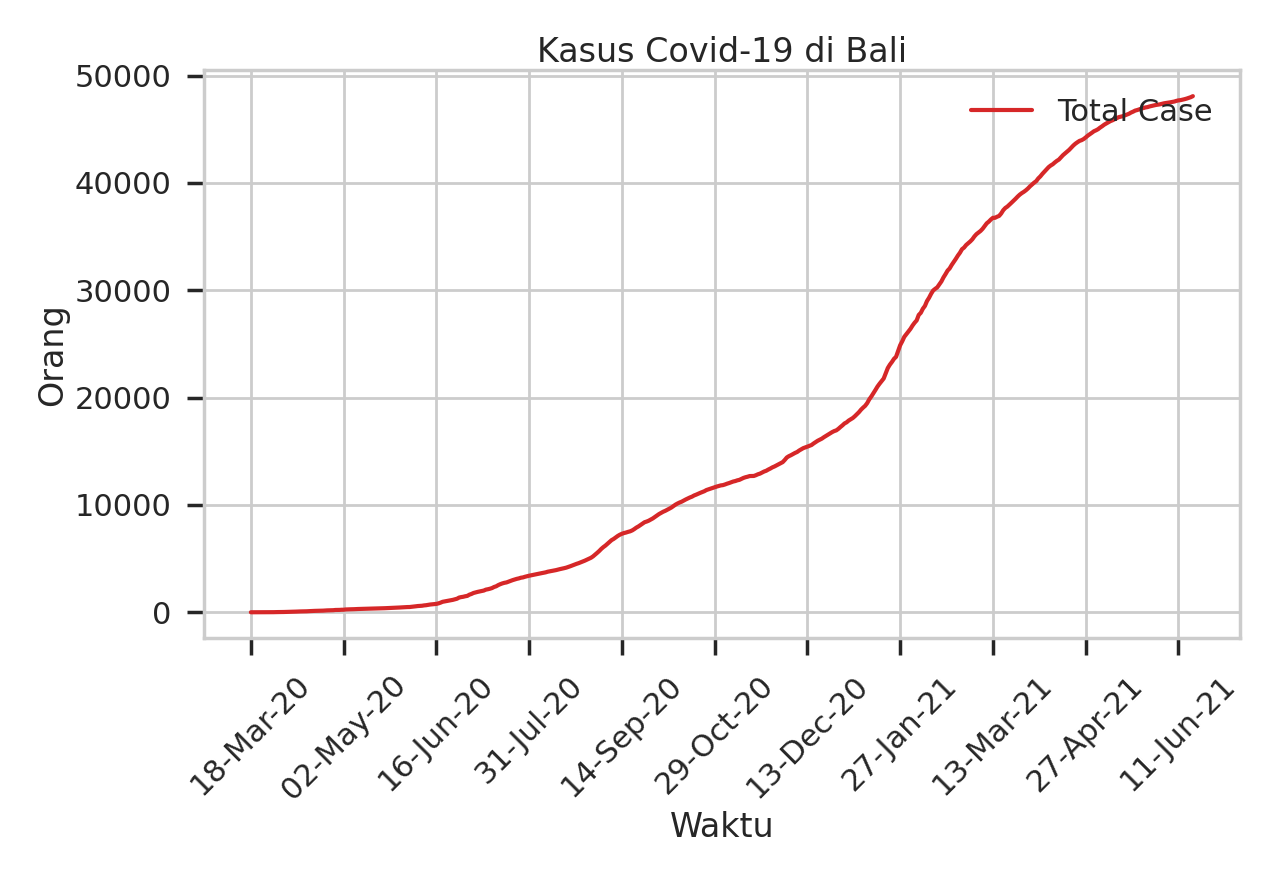 Kasus Covid-19 di Bali
50000
40000
30000
20000
10000
0
Orang
Total Case
18-Mar-20
02-May-20
16-Jun-20
31-Jul-20
14-Sep-20
29-Oct-20
13-Dec-20
27-Jan-21
13-Mar-21
27-Apr-21
11-Jun-21
Waktu